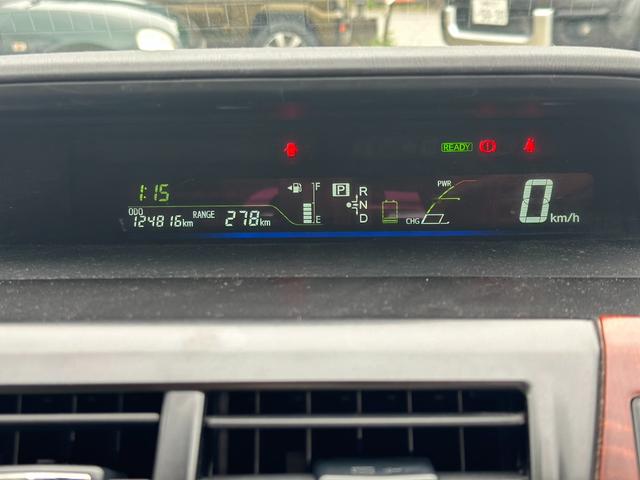 READY
1:15
F
P
R
N
D
PWR
0
km/h
ODO
124816km
RANGE
278km
E
CHG